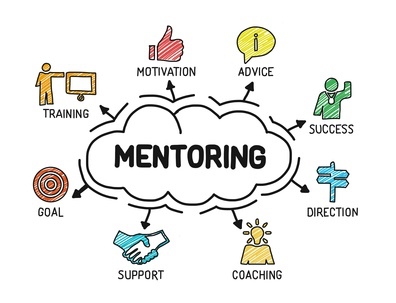 MOTIVATION
ADVICE
TRAINING
SUCCESS
MENTORING
GOAL
DIRECTION
SUPPORT
COACHING
i